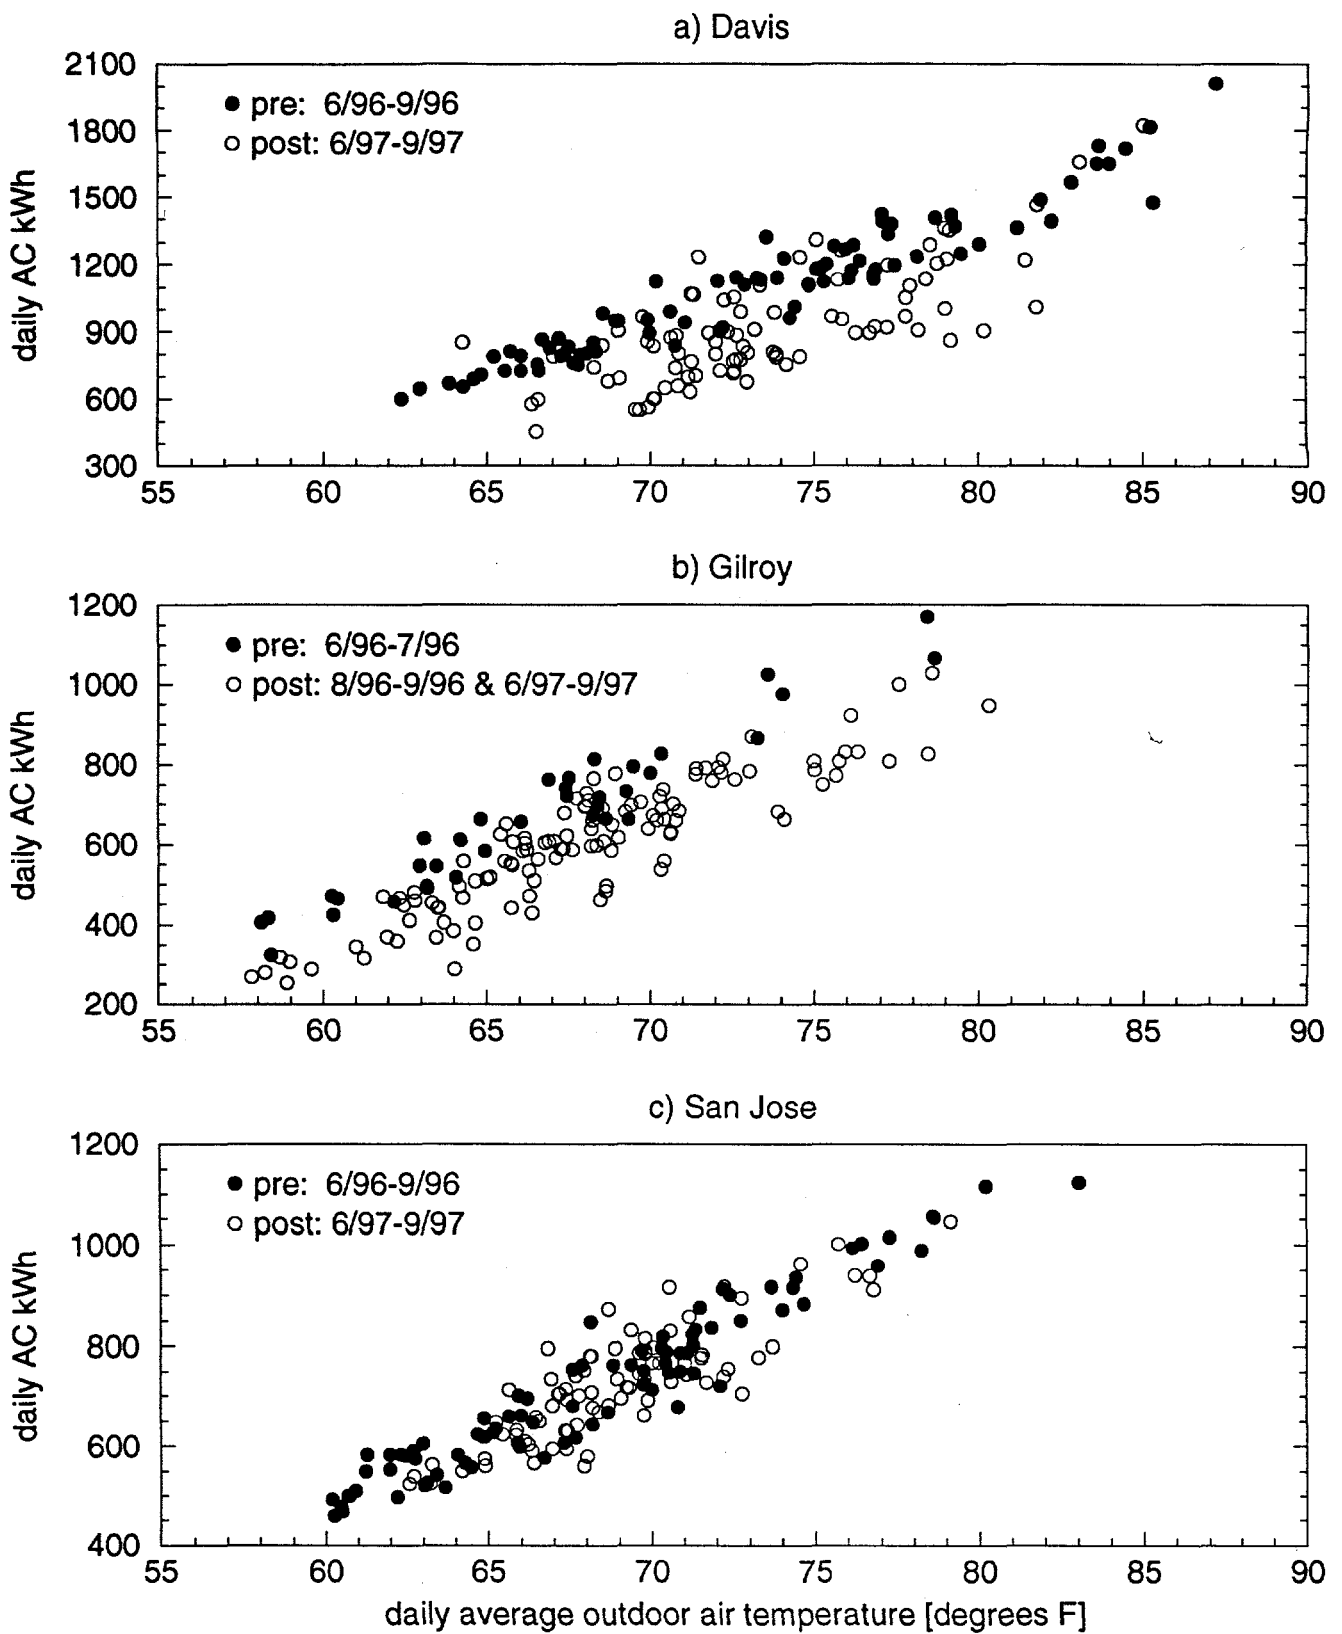 a) Davis
2100
1800
1500
1200
900
600
300
daily AC kWh
pre: 6/96-9/96
post: 6/97-9/97
55 60 65 70 75 80 85 90
b) Gilroy
1200
1000
800
600
400
200
daily AC kWh
pre: 6/96-7/96
post: 8/96-9/96 & 6/97-9/97
55 60 65 70 75 80 85 90
c) San Jose
1200
1000
800
600
400
daily AC kWh
pre: 6/96-9/96
post: 6/97-9/97
55 60 65 70 75 80 85 90
daily average outdoor air temperature [degrees F]